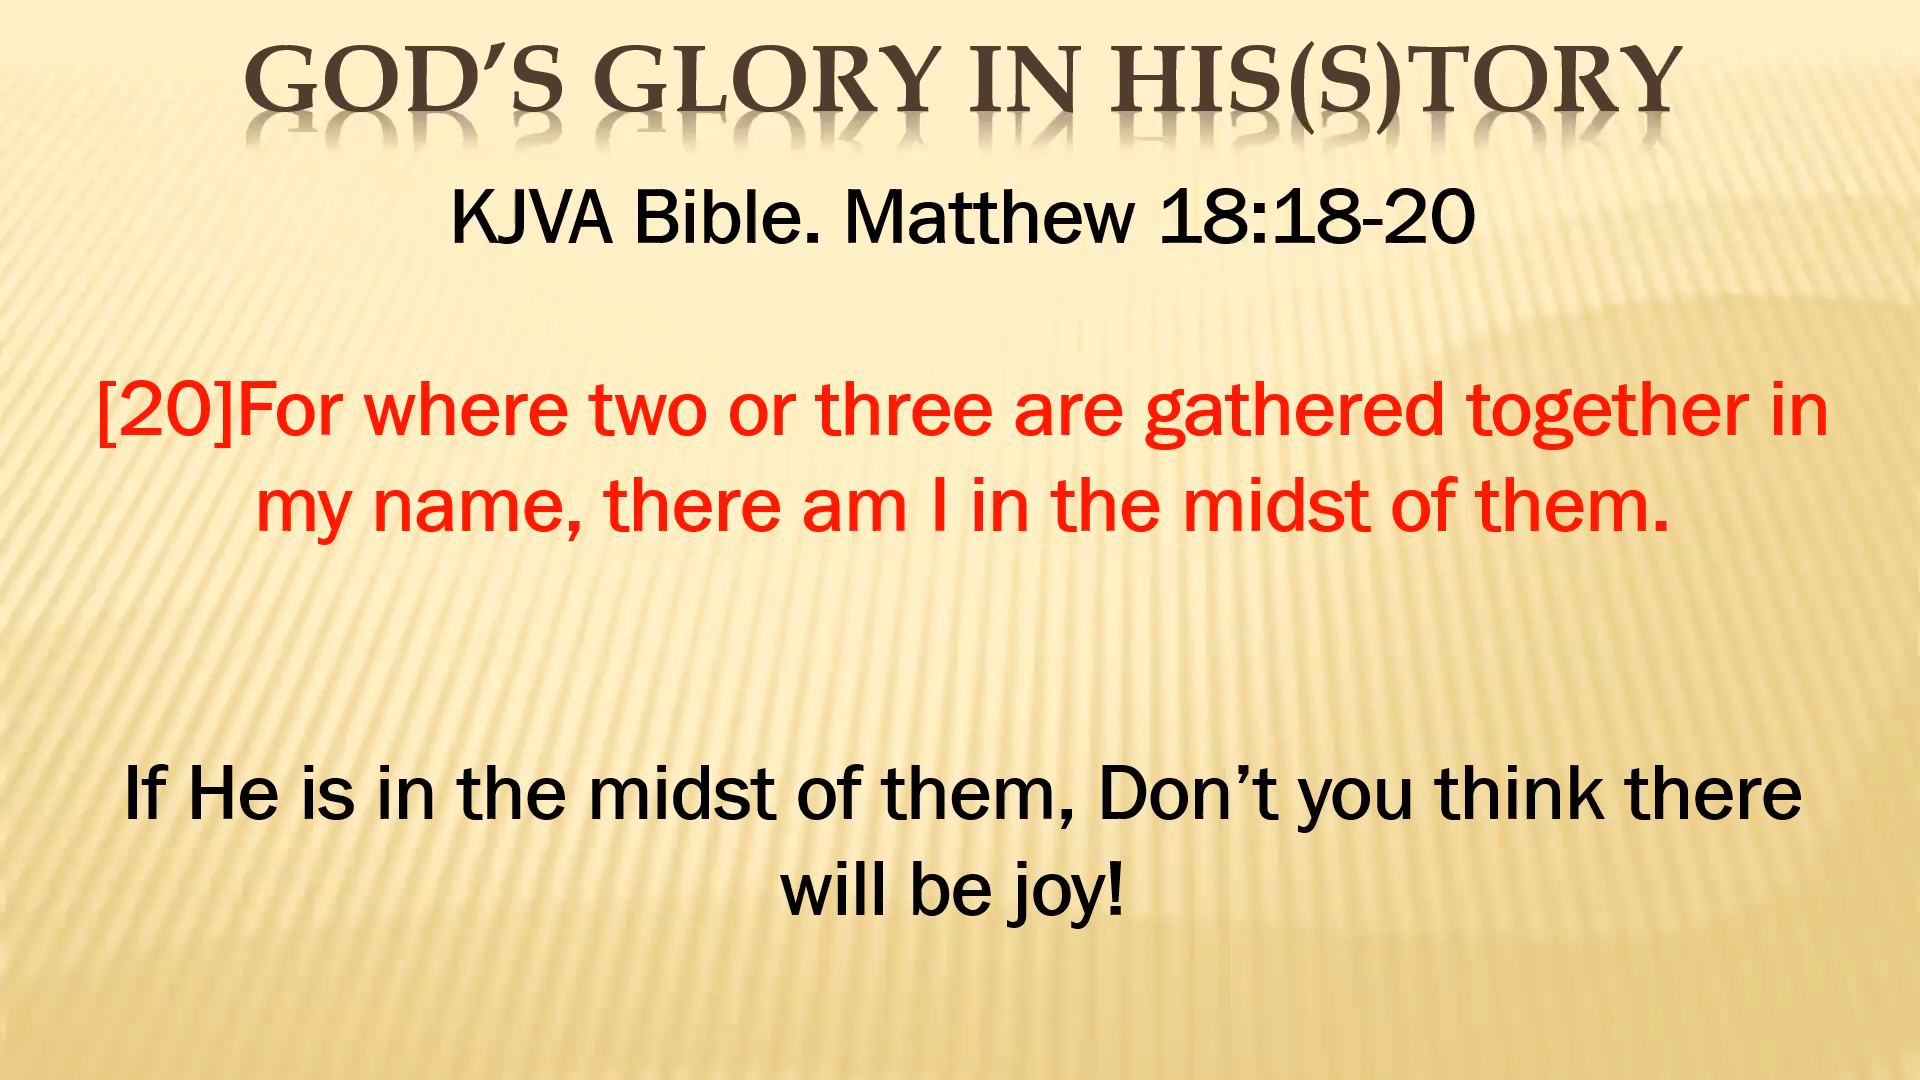 GOD’S GLORY IN HIS(S)TORY
KJVA Bible. Matthew 18:18-20
[20]For where two or three are gathered together in
my name, there am I in the midst of them.
If He is in the midst of them, Don’t you think there
will be joy!